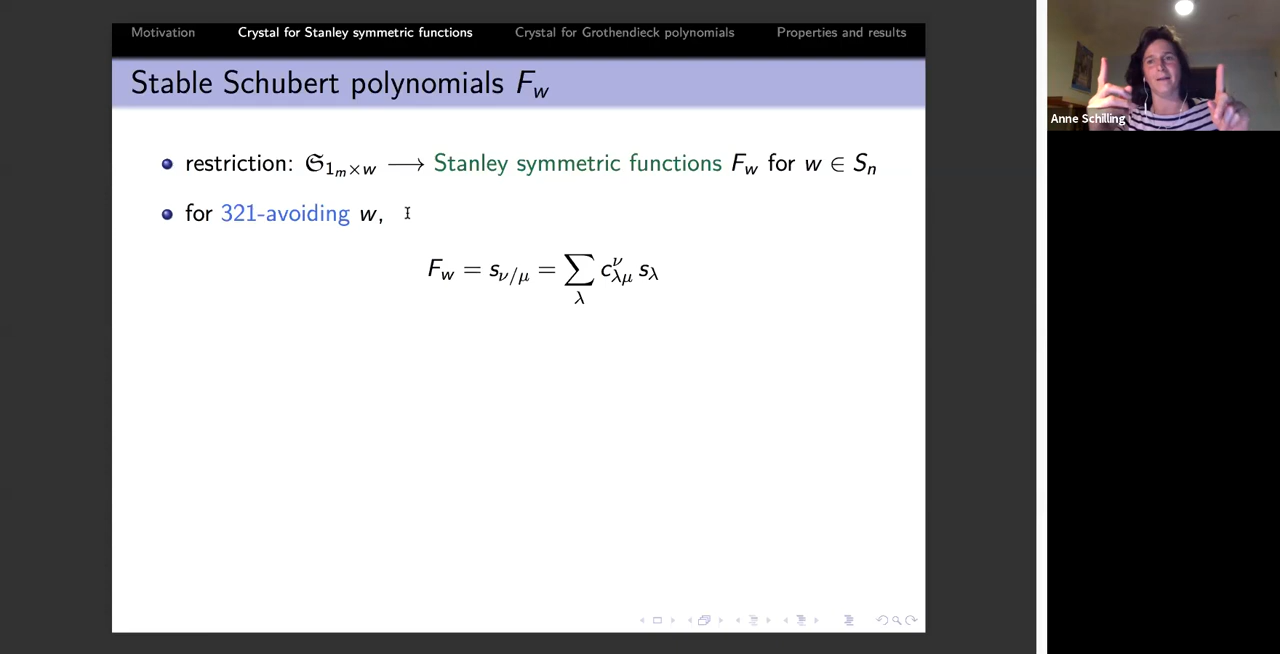 Motivation Crystal for Stanley symmetric functions Crystal for Grothendieck polynomials Properties and results
Stable Schubert polynomials F_w
restriction: 𝔖_{1_m×w} ⟶ Stanley symmetric functions F_w for w ∈ S_n
for 321-avoiding w,
F_w = s_{ν/μ} = ∑_λ c^ν_{λμ} s_λ
Anne Schilling